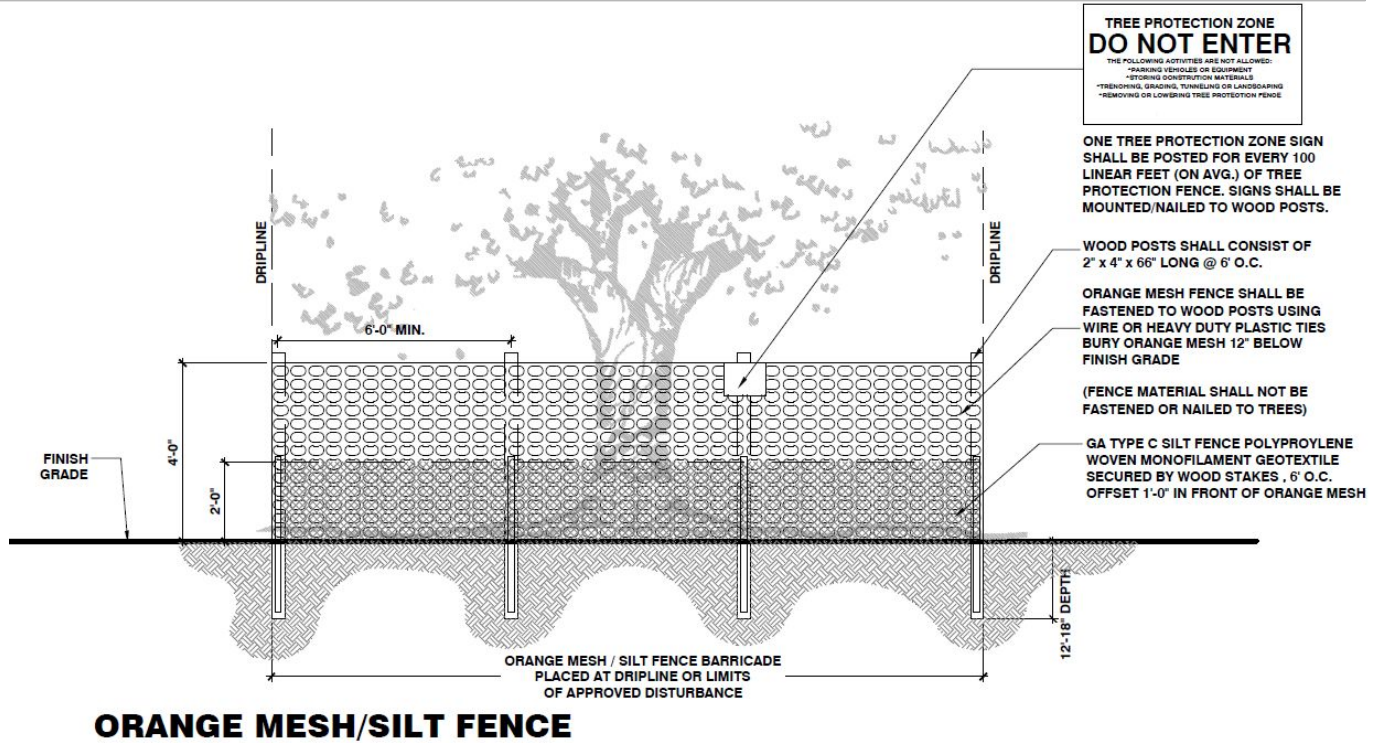 TREE PROTECTION ZONE
DO NOT ENTER
THE FOLLOWING ACTIVITIES ARE NOT ALLOWED:
*PARKING VEHICLES OR EQUIPMENT
*STORING CONSTRUTION MATERIALS
*TRENCHING, GRADING, TUNNELING OR LANDSCAPING
*REMOVING OR LOWERING TREE PROTECTION FENCE
ONE TREE PROTECTION ZONE SIGN
SHALL BE POSTED FOR EVERY 100
LINEAR FEET (ON AVG.) OF TREE
PROTECTION FENCE. SIGNS SHALL BE
MOUNTED/NAILED TO WOOD POSTS.
DRIPLINE
DRIPLINE
WOOD POSTS SHALL CONSIST OF
2" x 4" x 66" LONG @ 6' O.C.
ORANGE MESH FENCE SHALL BE
FASTENED TO WOOD POSTS USING
WIRE OR HEAVY DUTY PLASTIC TIES
BURY ORANGE MESH 12" BELOW
FINISH GRADE
(FENCE MATERIAL SHALL NOT BE
FASTENED OR NAILED TO TREES)
6'-0" MIN.
4'-0"
2'-0"
FINISH
GRADE
GA TYPE C SILT FENCE POLYPROYLENE
WOVEN MONOFILAMENT GEOTEXTILE
SECURED BY WOOD STAKES , 6' O.C.
OFFSET 1'-0" IN FRONT OF ORANGE MESH
12'-18" DEPTH
ORANGE MESH / SILT FENCE BARRICADE
PLACED AT DRIPLINE OR LIMITS
OF APPROVED DISTURBANCE
ORANGE MESH/SILT FENCE